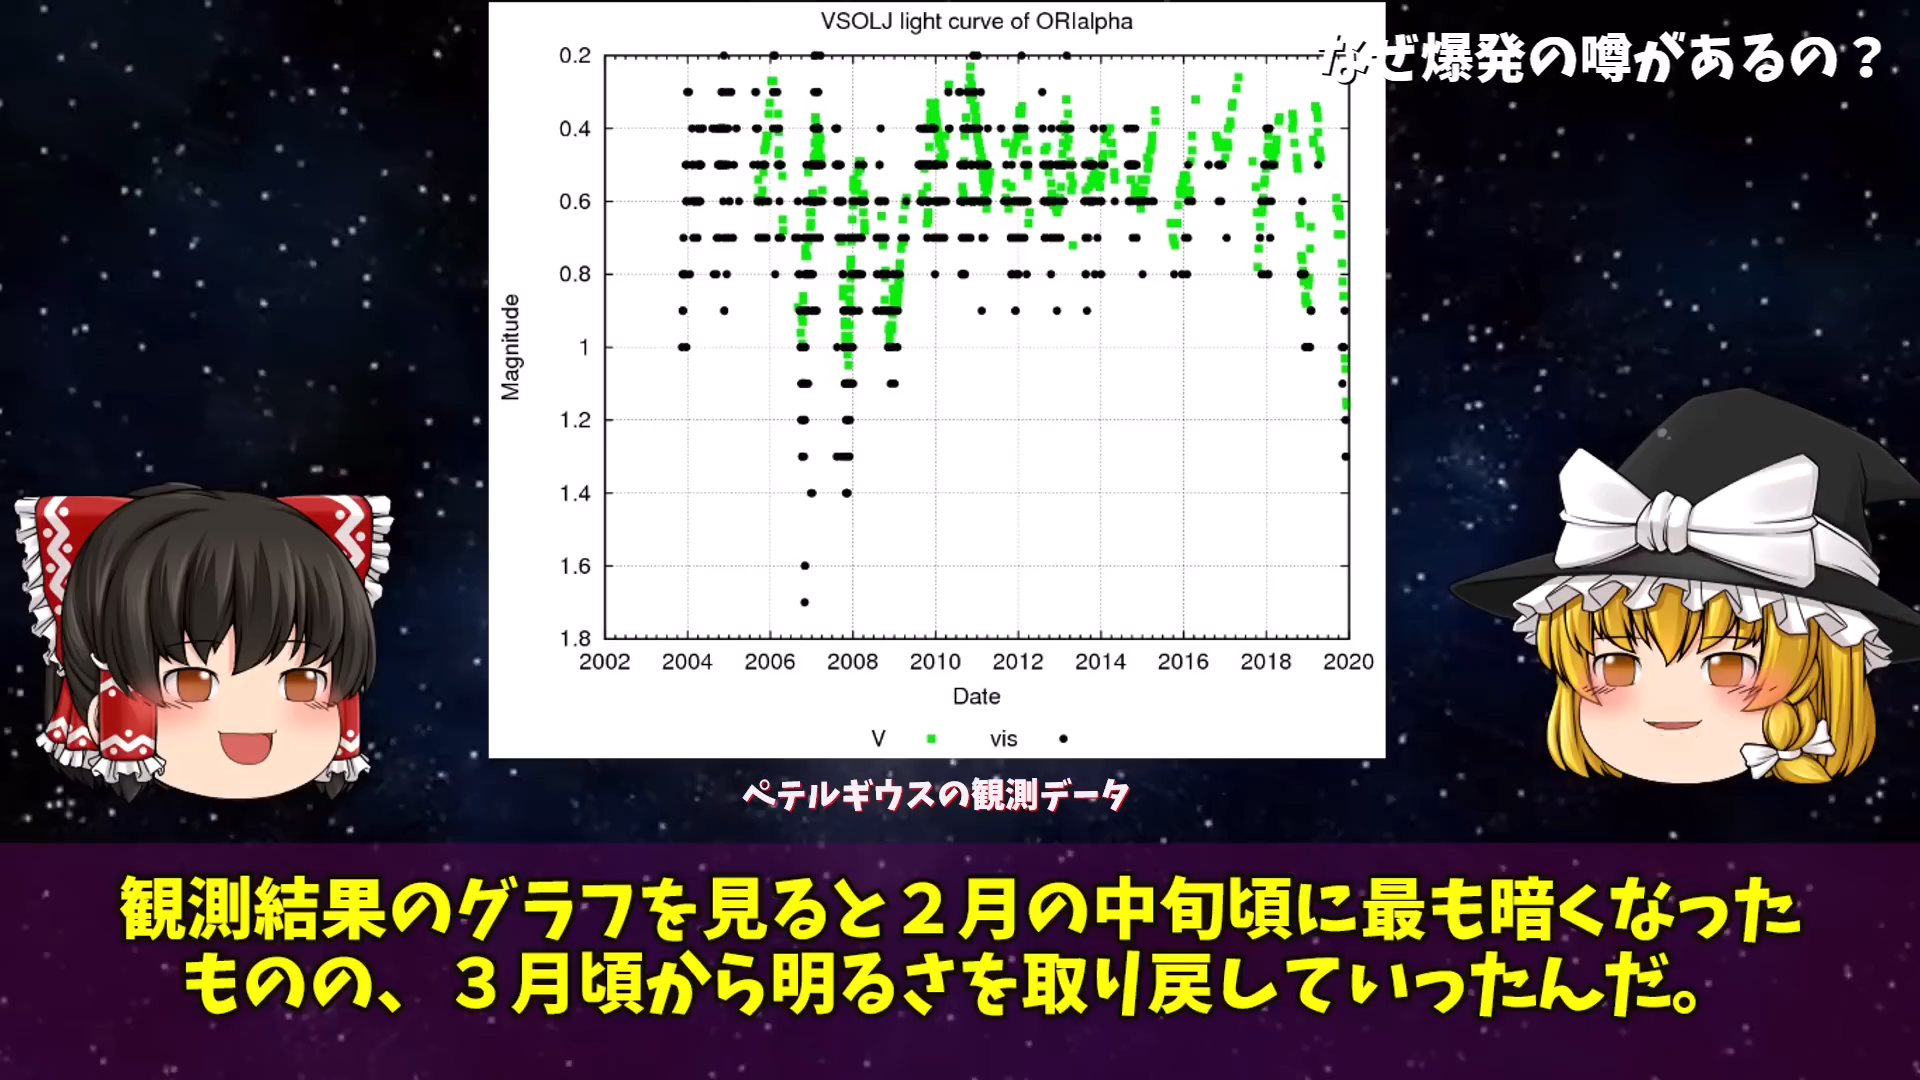 VSOLJ light curve of ORIalpha
なぜ爆発の噂があるの？
0.2
0.4
0.6
0.8
1
1.2
1.4
1.6
1.8
Magnitude
2002 2004 2006 2008 2010 2012 2014 2016 2018 2020
Date
V vis
ペテルギウスの観測データ
観測結果のグラフを見ると２月の中旬頃に最も暗くなった
ものの、３月頃から明るさを取り戻していったんだ。